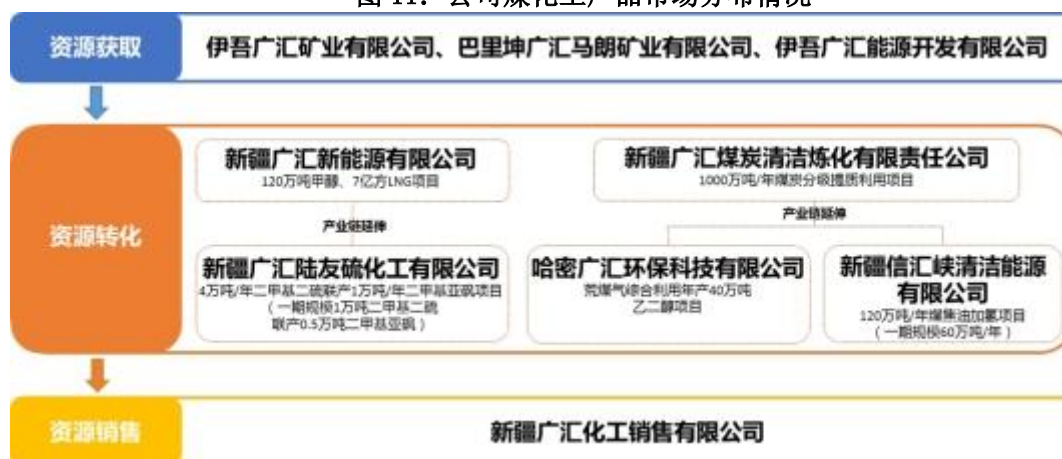 图 11：公司煤化工产品市场分布情况
资源获取
伊吾广汇矿业有限公司、巴里坤广汇马朗矿业有限公司、伊吾广汇能源开发有限公司
资源转化
新疆广汇新能源有限公司
120万吨甲醇、7亿方LNG项目
新疆广汇煤炭清洁炼化有限责任公司
1000万吨/年煤炭分级提质利用项目
产业链延伸
产业链延伸
新疆广汇陆友硫化工有限公司
4万吨/年二甲基二硫联产1万吨/年二甲基亚砜项目
（一期规模1万吨二甲基二硫
联产0.5万吨二甲基亚砜）
哈密广汇环保科技有限公司
荒煤气综合利用年产40万吨
乙二醇项目
新疆信汇峡清洁能源
有限公司
120万吨/年煤焦油加氢项目
（一期规模60万吨/年）
资源销售
新疆广汇化工销售有限公司